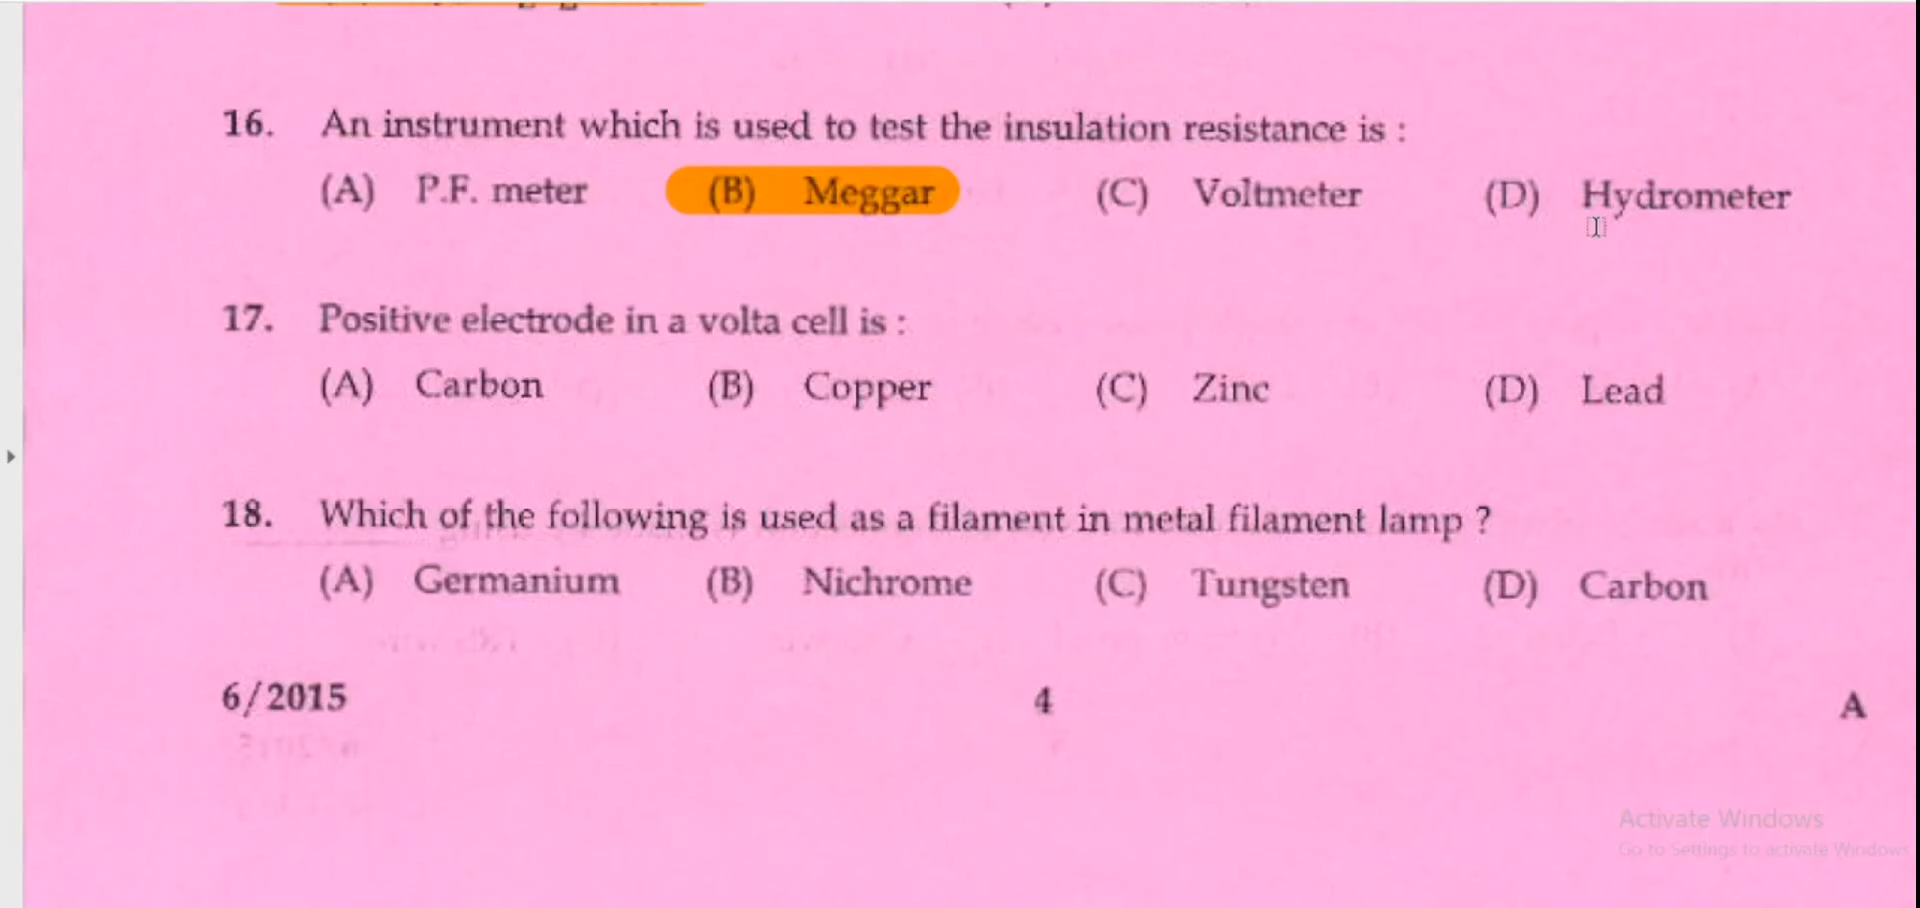 16. An instrument which is used to test the insulation resistance is :
(A) P.F. meter (B) Meggar (C) Voltmeter (D) Hydrometer
17. Positive electrode in a volta cell is :
(A) Carbon (B) Copper (C) Zinc (D) Lead
18. Which of the following is used as a filament in metal filament lamp ?
(A) Germanium (B) Nichrome (C) Tungsten (D) Carbon
6/2015 4 A
Activate Windows
Go to Settings to activate Windows